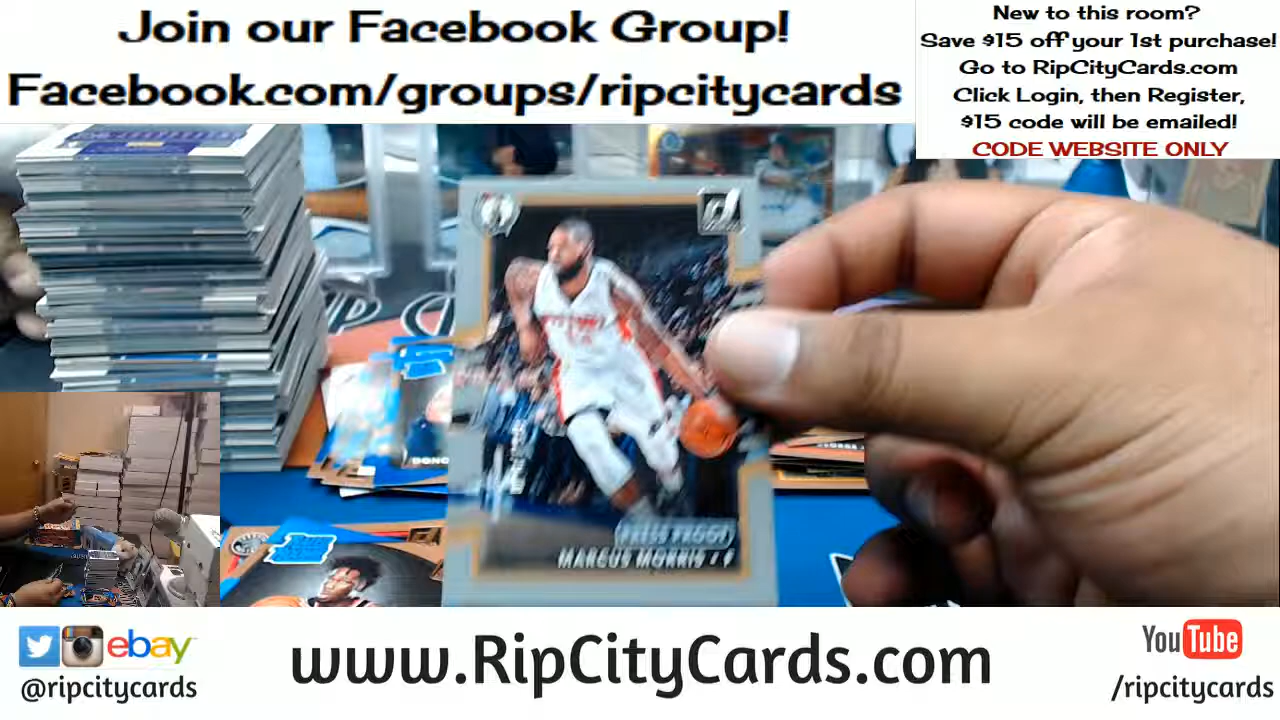 Join our Facebook Group!
Facebook.com/groups/ripcitycards
New to this room?
Save $15 off your 1st purchase!
Go to RipCityCards.com
Click Login, then Register,
$15 code will be emailed!
CODE WEBSITE ONLY
DONO
PRESS PROOF
MARCUS MORRIS / F
ebay
@ripcitycards
www.RipCityCards.com
YouTube
/ripcitycards